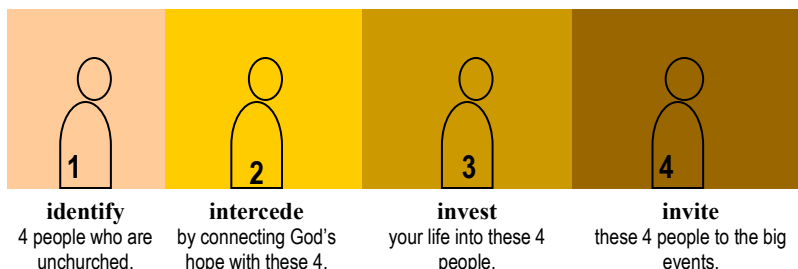 1
2
3
4
identify
4 people who are
unchurched.
intercede
by connecting God's
hope with these 4.
invest
your life into these 4
people.
invite
these 4 people to the big
events.